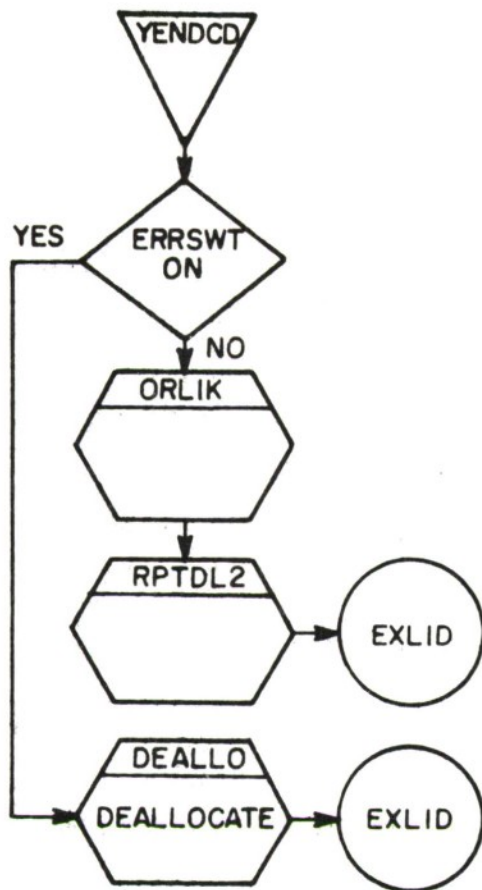 YENDCD
YES
ERRSWT
ON
NO
ORLIK
RPTDL2
EXLID
DEALLO
DEALLOCATE
EXLID